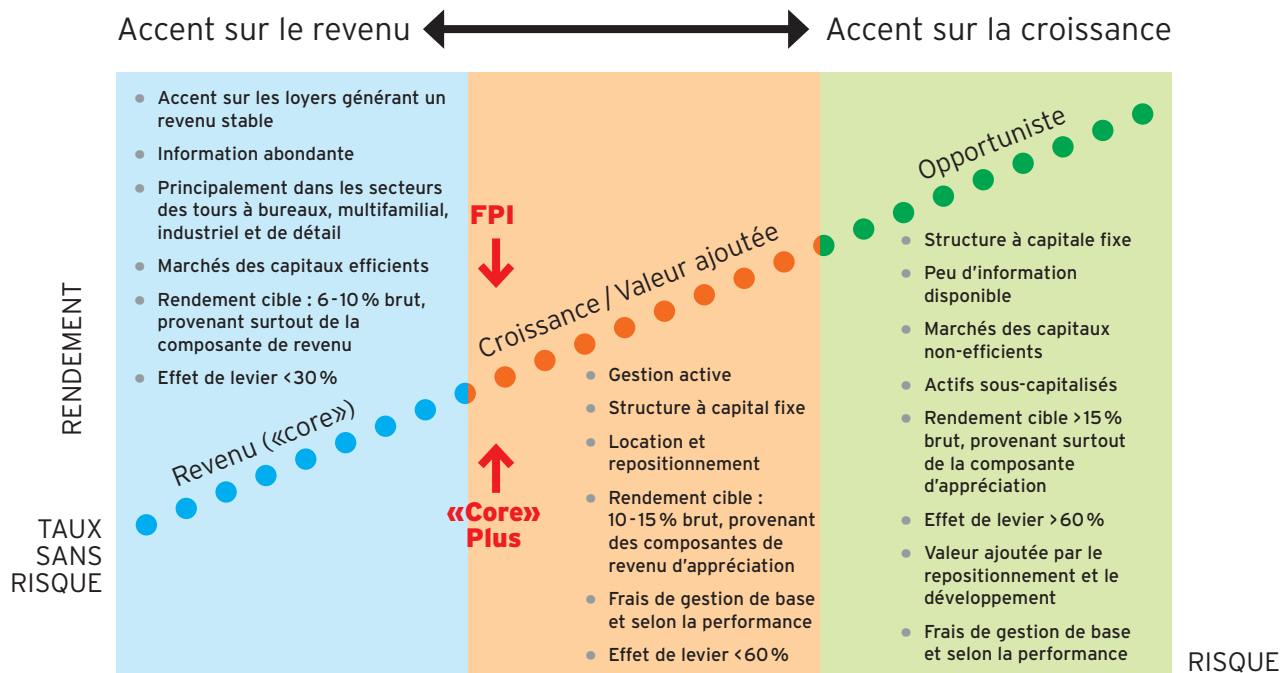 Accent sur le revenu
Accent sur la croissance
RENDEMENT
TAUX
SANS
RISQUE
RISQUE
Accent sur les loyers générant un
revenu stable
Information abondante
Principalement dans les secteurs
des tours à bureaux, multifamilial,
industriel et de détail
Marchés des capitaux efficients
Rendement cible : 6-10 % brut,
provenant surtout de la
composante de revenu
Effet de levier <30 %
Revenu («core»)
FPI
Croissance / Valeur ajoutée
«Core»
Plus
Gestion active
Structure à capital fixe
Location et
repositionnement
Rendement cible :
10-15 % brut, provenant
des composantes de
revenu d'appréciation
Frais de gestion de base
et selon la performance
Effet de levier <60 %
Opportuniste
Structure à capitale fixe
Peu d'information
disponible
Marchés des capitaux
non-efficients
Actifs sous-capitalisés
Rendement cible >15 %
brut, provenant surtout
de la composante
d'appréciation
Effet de levier >60 %
Valeur ajoutée par le
repositionnement et le
développement
Frais de gestion de base
et selon la performance